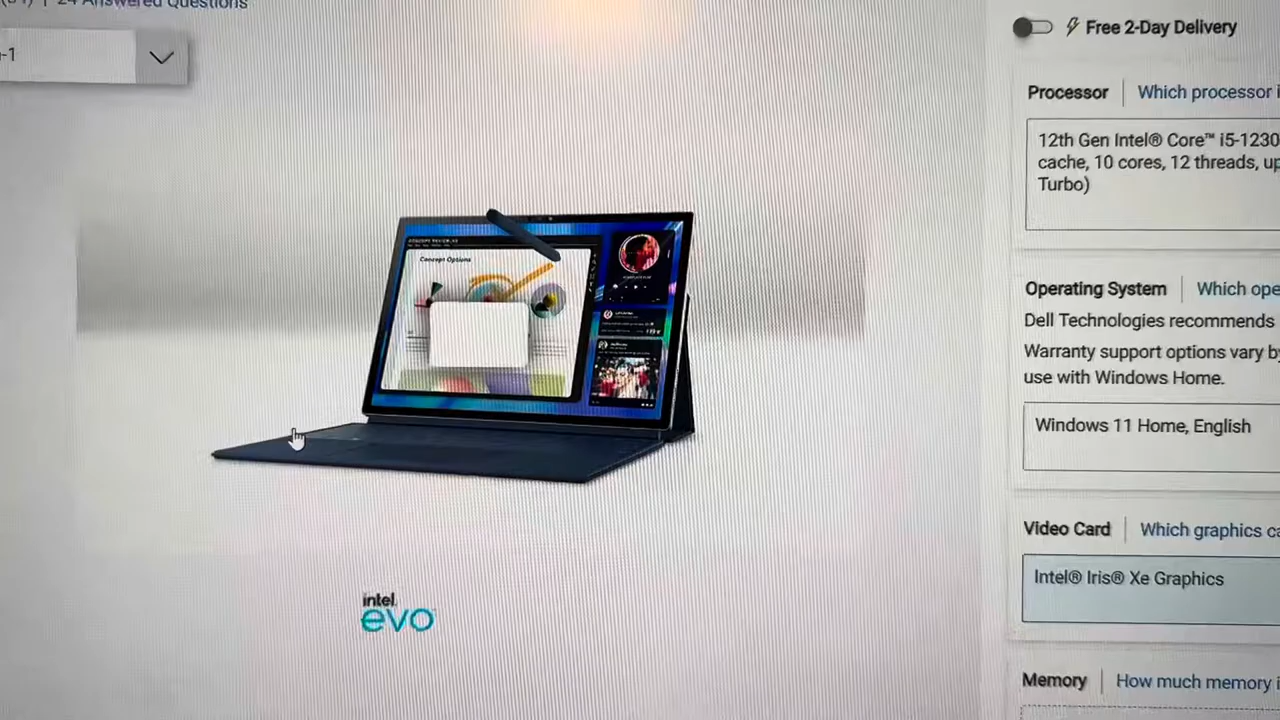 24 Answered Questions
-1
Concept Options
intel.
evo
Free 2-Day Delivery
Processor
Which processor i
12th Gen Intel® Core™ i5-1230
cache, 10 cores, 12 threads, up
Turbo)
Operating System
Which ope
Dell Technologies recommends
Warranty support options vary by
use with Windows Home.
Windows 11 Home, English
Video Card
Which graphics ca
Intel® Iris® Xe Graphics
Memory
How much memory i